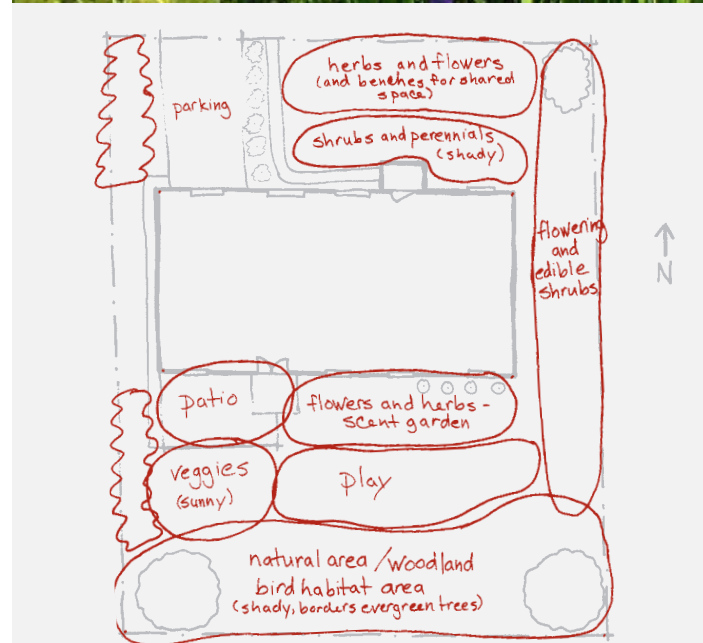 herbs and flowers
(and benches for shared
space)
parking
shrubs and perennials
(shady)
flowering
and
edible
shrubs
N
patio
flowers and herbs -
scent garden
veggies
(sunny)
play
natural area / woodland
bird habitat area
(shady, borders evergreen trees)